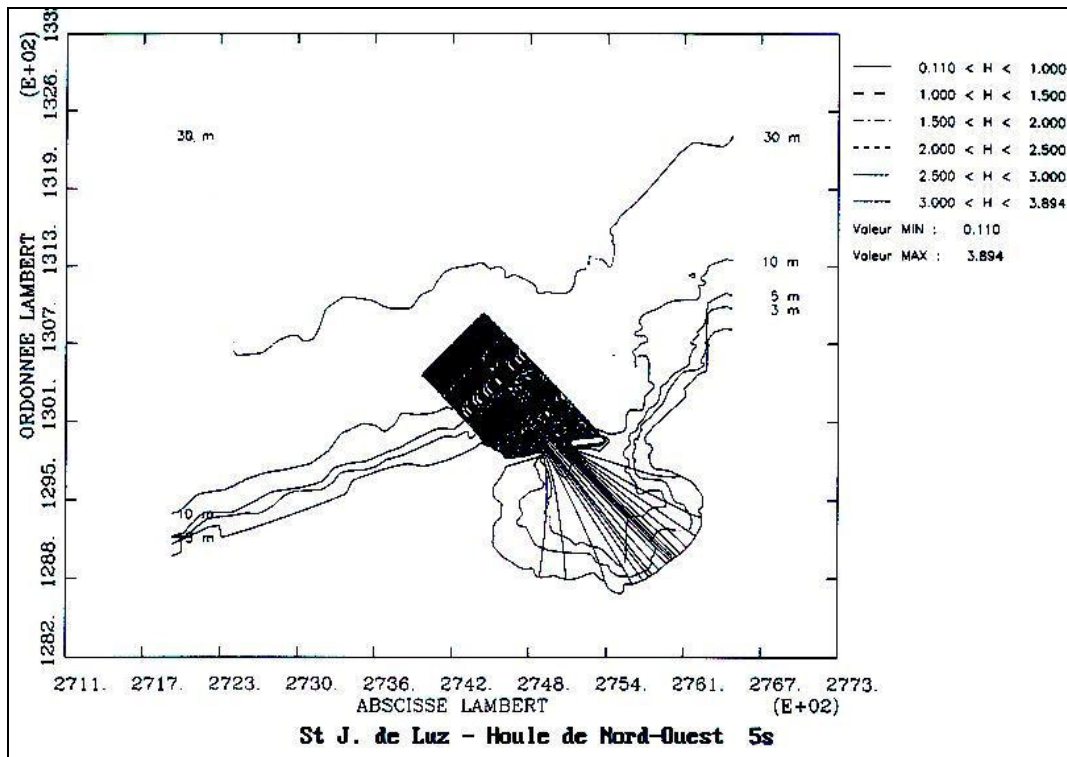 133
(E+02)
1326.
1319.
1313.
1307.
1301.
1295.
1288.
1282.
ORDONNEE LAMBERT
30. m
30 m
10 m
6 m
3 m
10 m
3 m
0.110 < H < 1.000
1.000 < H < 1.500
1.500 < H < 2.000
2.000 < H < 2.500
2.500 < H < 3.000
3.000 < H < 3.894
Valeur MIN : 0.110
Valeur MAX : 3.894
2711. 2717. 2723. 2730. 2736. 2742. 2748. 2754. 2761. 2767. 2773.
ABSCISSE LAMBERT (E+02)
St J. de Luz - Houle de Nord-Ouest 5s